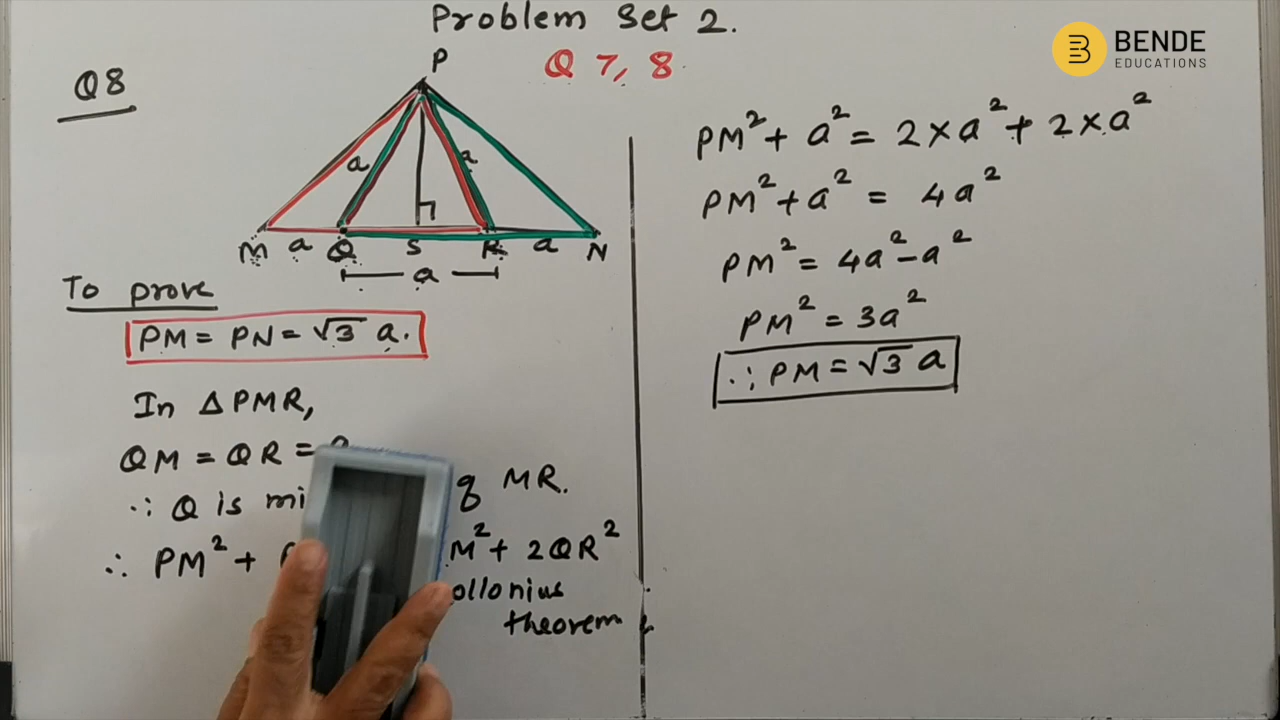 Problem Set 2.
BENDE
EDUCATIONS
Q 7, 8
Q8
P
a a
M a Q S R a N
a
To prove
PM = PN = √3 a.
In ΔPMR,
QM = QR =
∴ Q is of MR.
∴ PM² + M² + 2QR²
theorem
PM² + a² = 2×a² + 2×a²
PM² + a² = 4a²
PM² = 4a² - a²
PM² = 3a²
∴ PM = √3 a